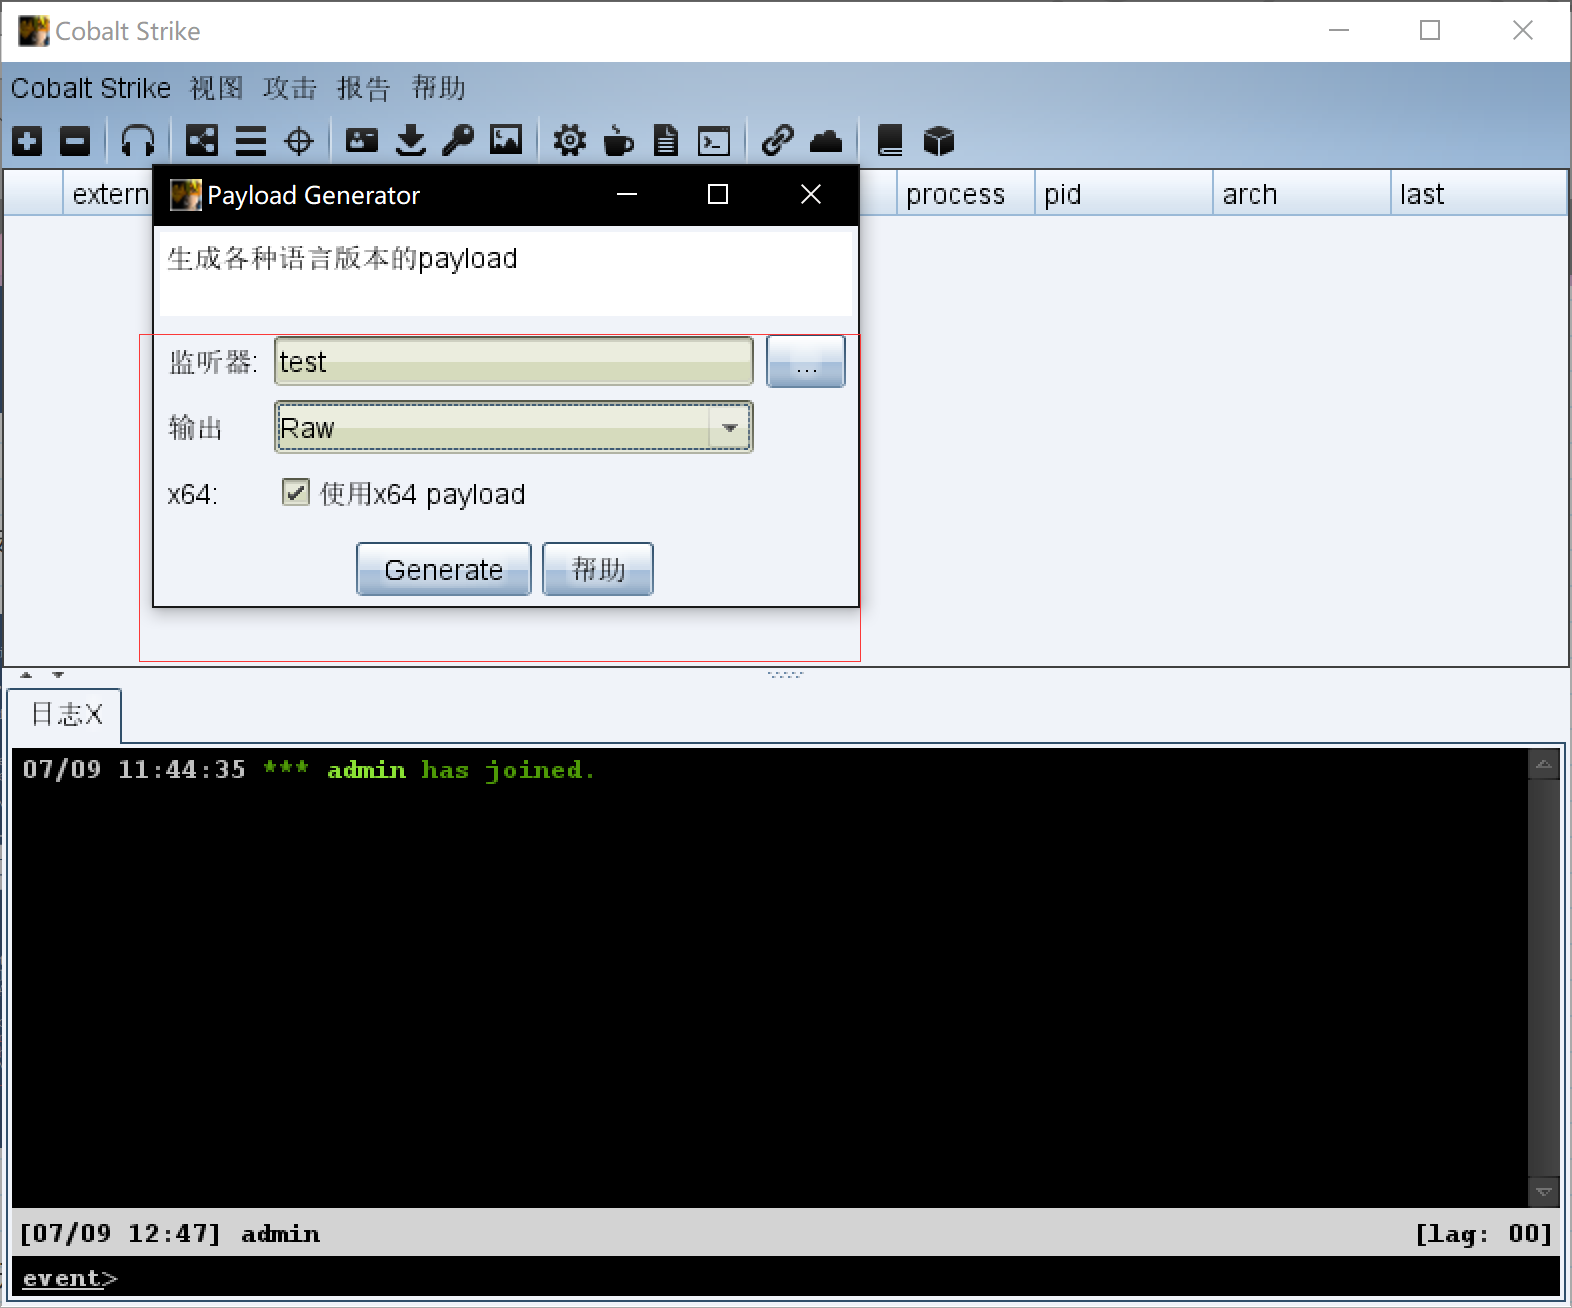 Cobalt Strike
Cobalt Strike 视图 攻击 报告 帮助
extern process pid arch last
Payload Generator
生成各种语言版本的payload
监听器: test ...
输出 Raw
x64: 使用x64 payload
Generate 帮助
日志X
07/09 11:44:35 *** admin has joined.
[07/09 12:47] admin [lag: 00]
event>